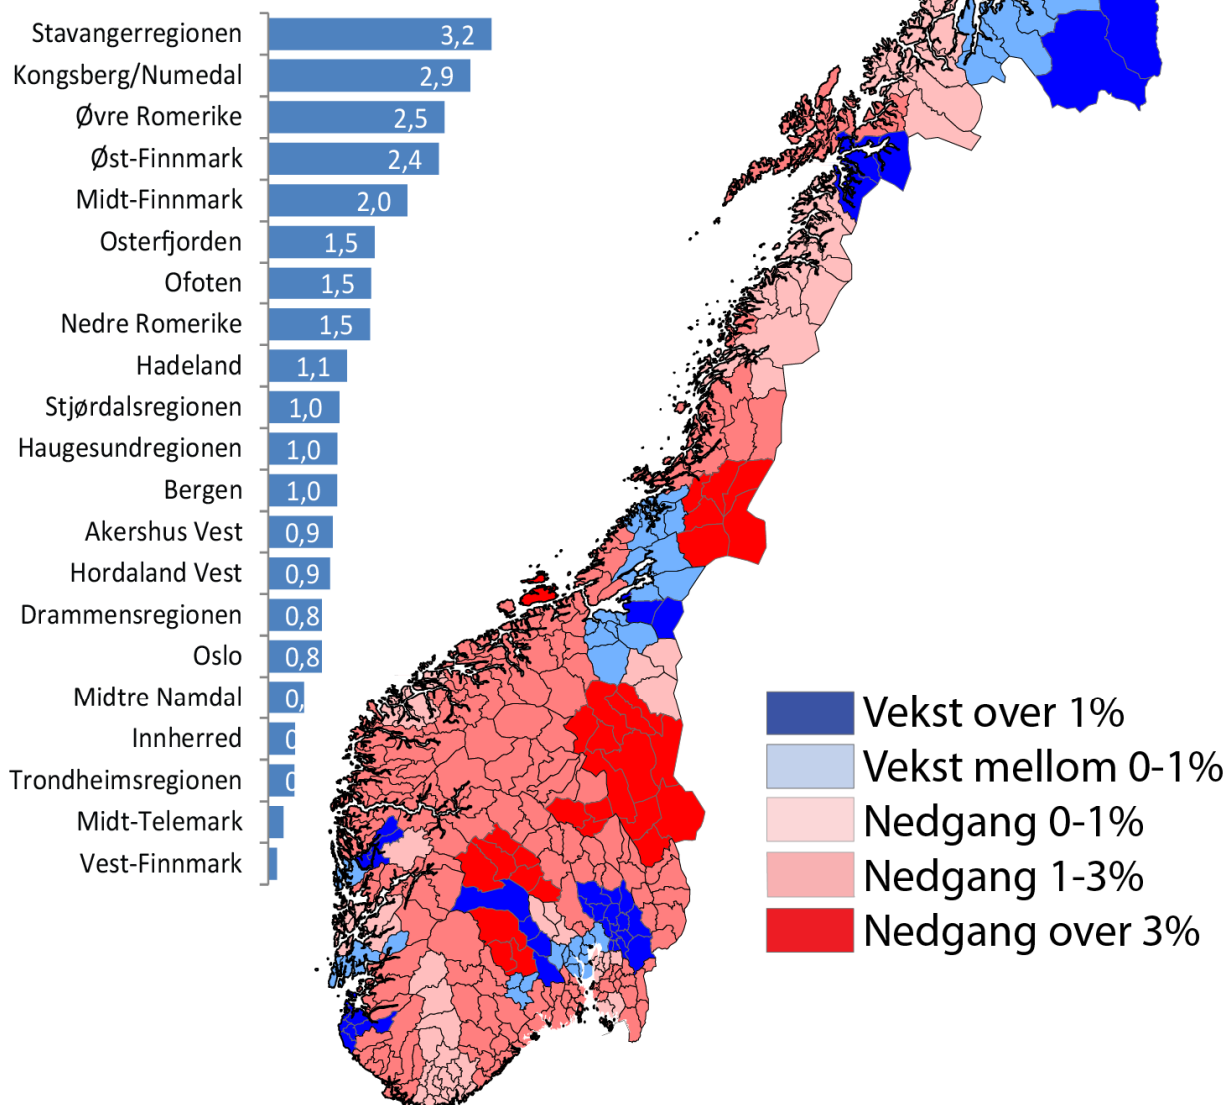 Stavangerregionen 3,2
Kongsberg/Numedal 2,9
Øvre Romerike 2,5
Øst-Finnmark 2,4
Midt-Finnmark 2,0
Osterfjorden 1,5
Ofoten 1,5
Nedre Romerike 1,5
Hadeland 1,1
Stjørdalsregionen 1,0
Haugesundregionen 1,0
Bergen 1,0
Akershus Vest 0,9
Hordaland Vest 0,9
Drammensregionen 0,8
Oslo 0,8
Midtre Namdal 0,
Innherred 0
Trondheimsregionen 0
Midt-Telemark
Vest-Finnmark
Vekst over 1%
Vekst mellom 0-1%
Nedgang 0-1%
Nedgang 1-3%
Nedgang over 3%